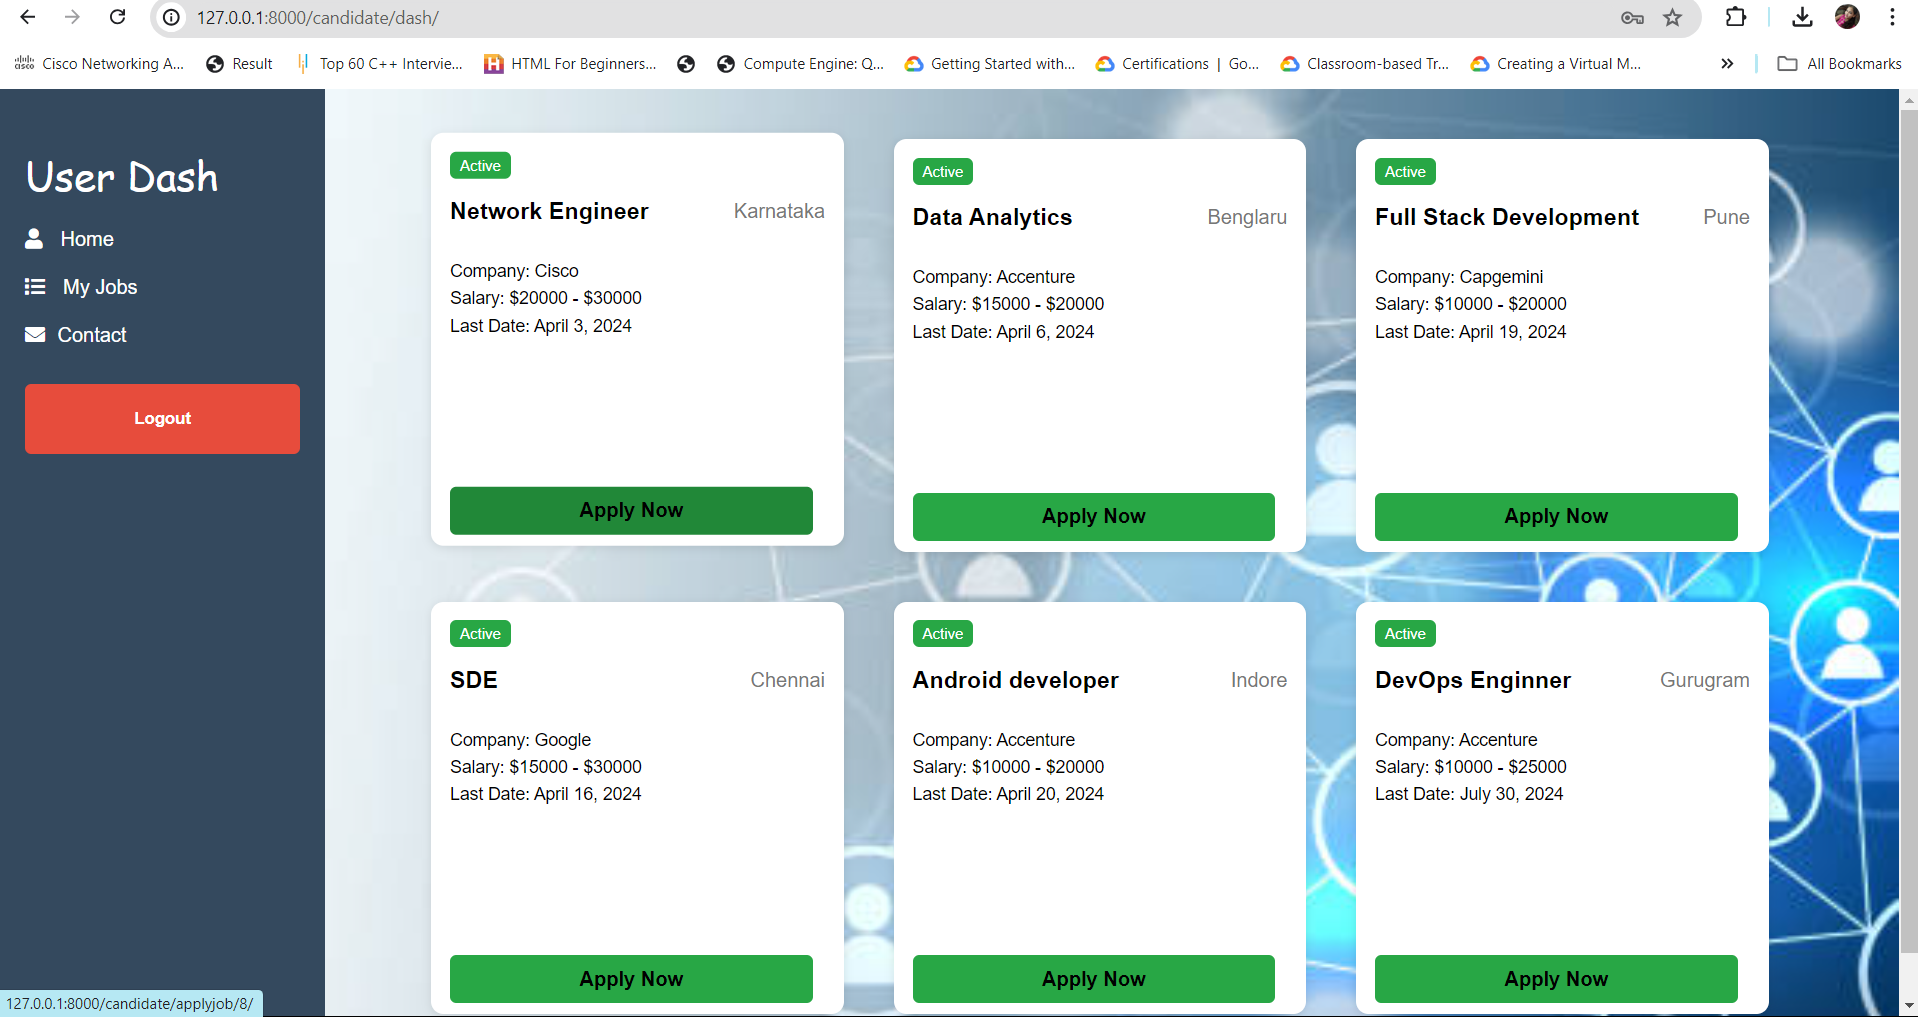 127.0.0.1:8000/candidate/dash/
Cisco Networking A... Result Top 60 C++ Intervie... HTML For Beginners... Compute Engine: Q... Getting Started with... Certifications | Go... Classroom-based Tr... Creating a Virtual M... » All Bookmarks
User Dash
Home
My Jobs
Contact
Logout
Active
Network Engineer Karnataka
Company: Cisco
Salary: $20000 - $30000
Last Date: April 3, 2024
Apply Now
Active
Data Analytics Benglaru
Company: Accenture
Salary: $15000 - $20000
Last Date: April 6, 2024
Apply Now
Active
Full Stack Development Pune
Company: Capgemini
Salary: $10000 - $20000
Last Date: April 19, 2024
Apply Now
Active
SDE Chennai
Company: Google
Salary: $15000 - $30000
Last Date: April 16, 2024
Apply Now
Active
Android developer Indore
Company: Accenture
Salary: $10000 - $20000
Last Date: April 20, 2024
Apply Now
Active
DevOps Enginner Gurugram
Company: Accenture
Salary: $10000 - $25000
Last Date: July 30, 2024
Apply Now
127.0.0.1:8000/candidate/applyjob/8/